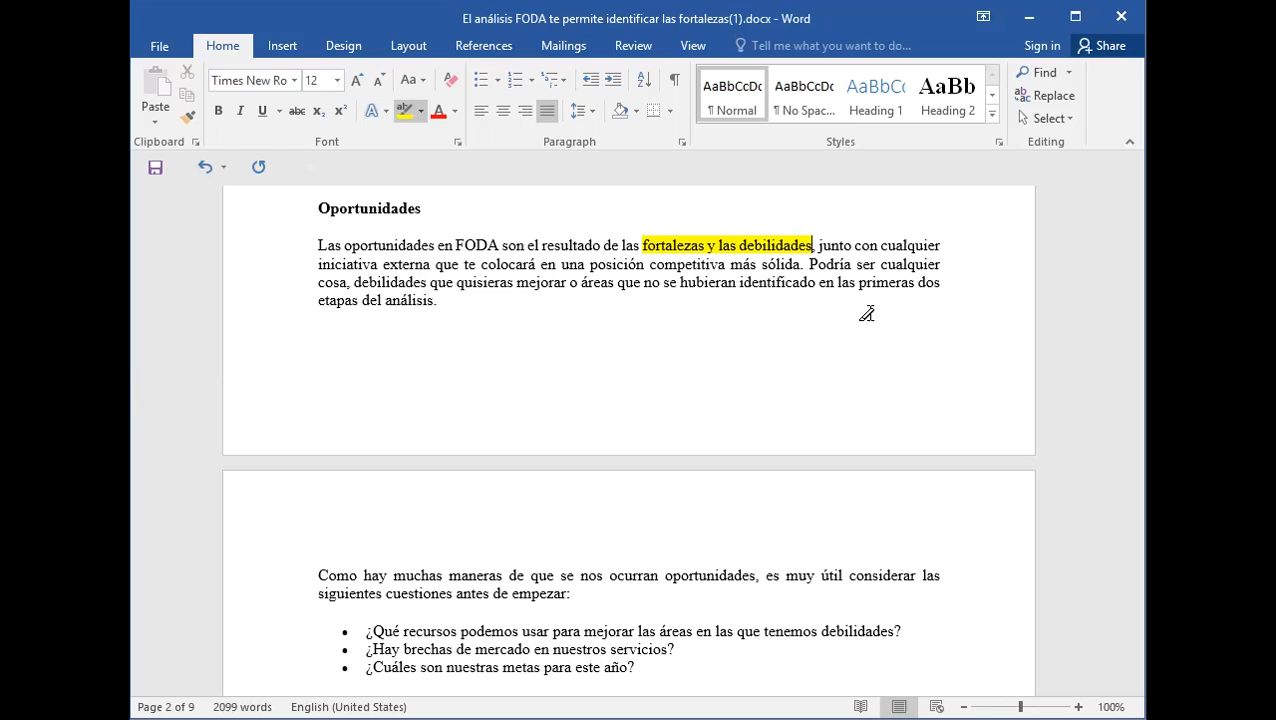 El análisis FODA te permite identificar las fortalezas(1).docx - Word
File Home Insert Design Layout References Mailings Review View Tell me what you want to do... Sign in Share
Paste
Clipboard
Times New Ro 12 Aa
B I U abc x₂ x² A ab A
Font
Paragraph
AaBbCcDc AaBbCcDc AaBbCc AaBb
¶ Normal ¶ No Spac... Heading 1 Heading 2
Styles
Find
Replace
Select
Editing
Oportunidades
Las oportunidades en FODA son el resultado de las fortalezas y las debilidades, junto con cualquier
iniciativa externa que te colocará en una posición competitiva más sólida. Podría ser cualquier
cosa, debilidades que quisieras mejorar o áreas que no se hubieran identificado en las primeras dos
etapas del análisis.
Como hay muchas maneras de que se nos ocurran oportunidades, es muy útil considerar las
siguientes cuestiones antes de empezar:
• ¿Qué recursos podemos usar para mejorar las áreas en las que tenemos debilidades?
• ¿Hay brechas de mercado en nuestros servicios?
• ¿Cuáles son nuestras metas para este año?
Page 2 of 9 2099 words English (United States) 100%